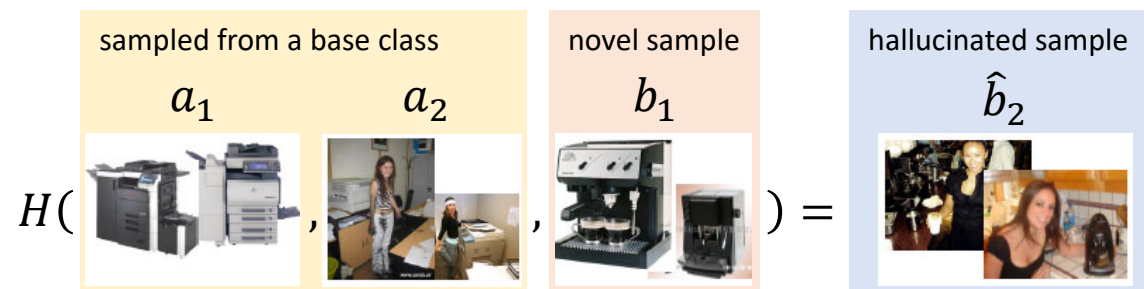 sampled from a base class novel sample hallucinated sample
a₁ a₂ b₁ b̂₂
H( , , ) =